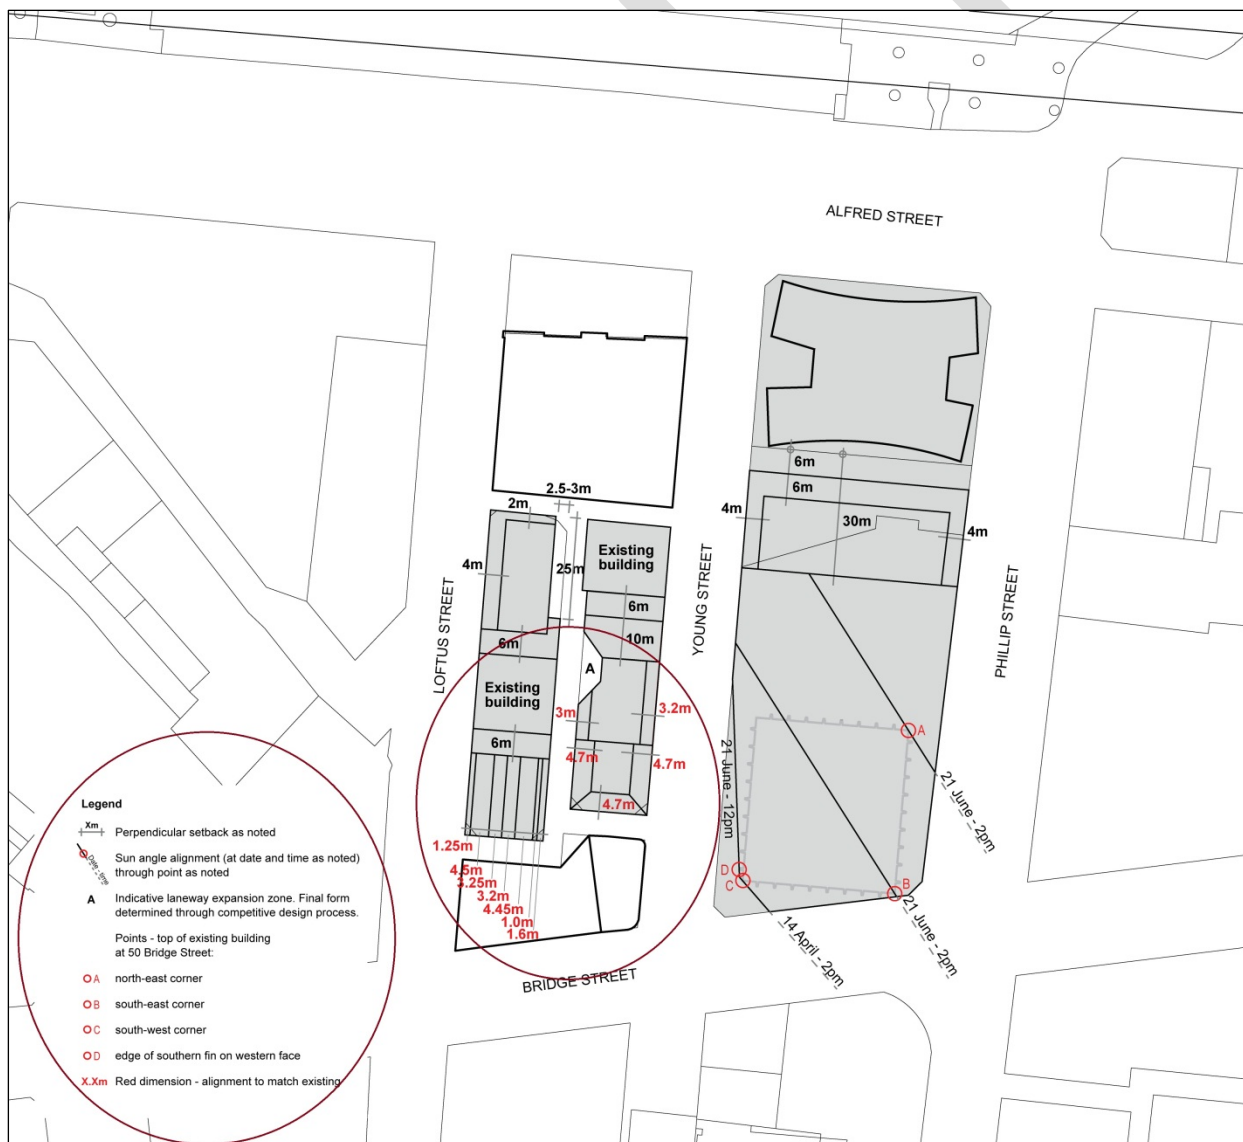 ALFRED STREET
6m
6m
2.5-3m
2m
4m
30m
4m
Existing
building
4m
25m
6m
10m
6m
LOFTUS STREET
YOUNG STREET
PHILLIP STREET
A
Existing
building
3m
3.2m
6m
4.7m
4.7m
4.7m
A
21 June - 12pm
21 June - 2pm
1.25m
4.5m
3.25m
3.2m
4.45m
1.0m
1.6m
D
C
B
21 June - 2pm
14 April - 2pm
BRIDGE STREET
Legend
Xm
Perpendicular setback as noted
Date - time
Sun angle alignment (at date and time as noted)
through point as noted
A Indicative laneway expansion zone. Final form
determined through competitive design process.
Points - top of existing building
at 50 Bridge Street:
A north-east corner
B south-east corner
C south-west corner
D edge of southern fin on western face
X.Xm Red dimension - alignment to match existing